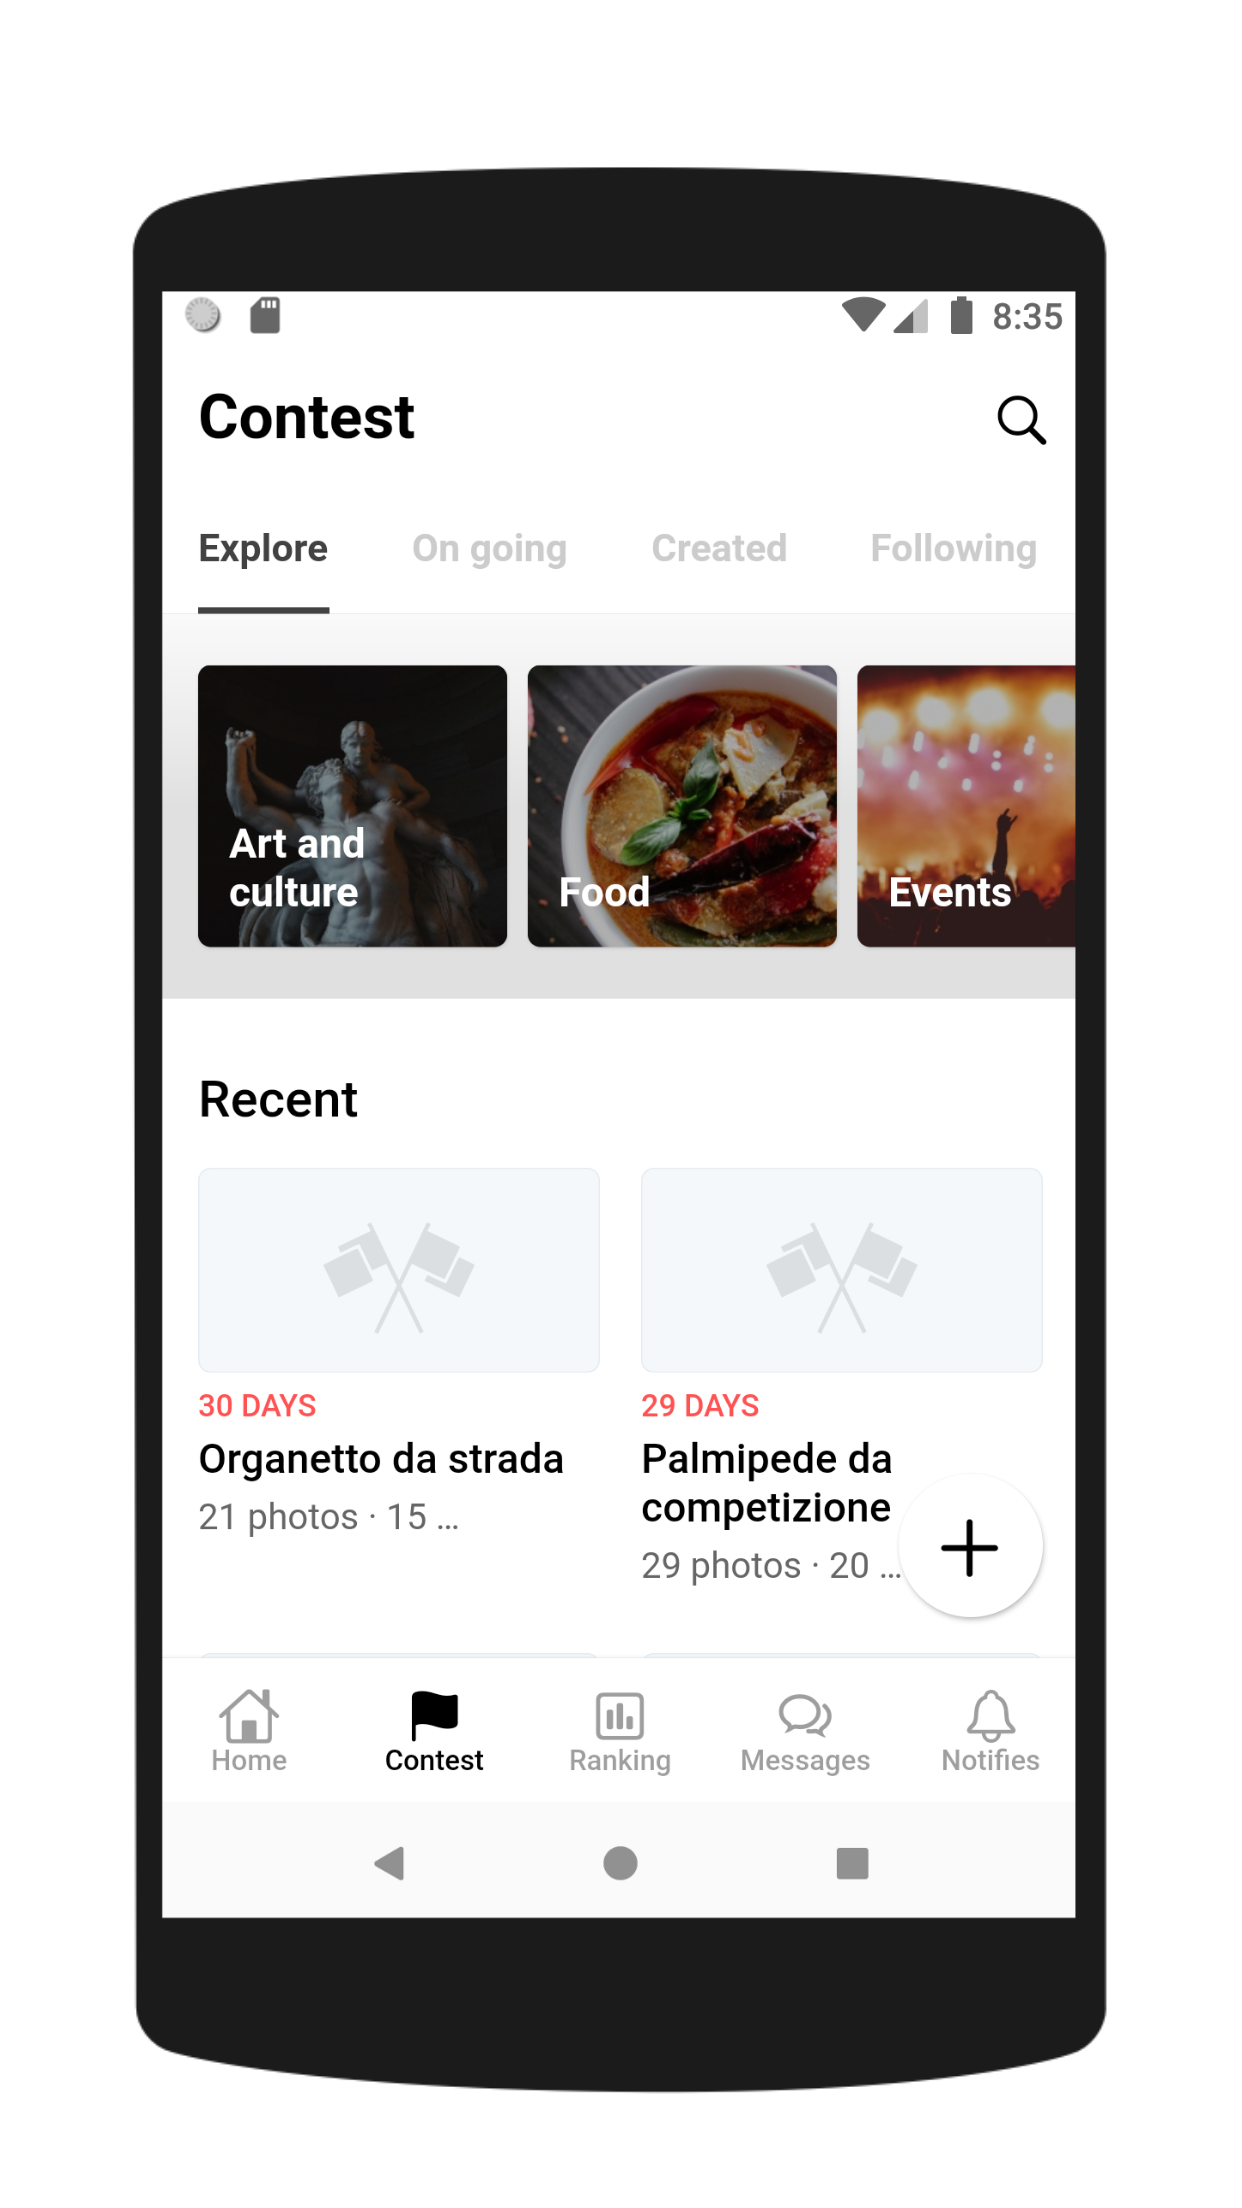 8:35
Contest
Explore On going Created Following
Art and
culture
Food
Events
Recent
30 DAYS
Organetto da strada
21 photos · 15 ...
29 DAYS
Palmipede da
competizione
29 photos · 20 ...
Home Contest Ranking Messages Notifies